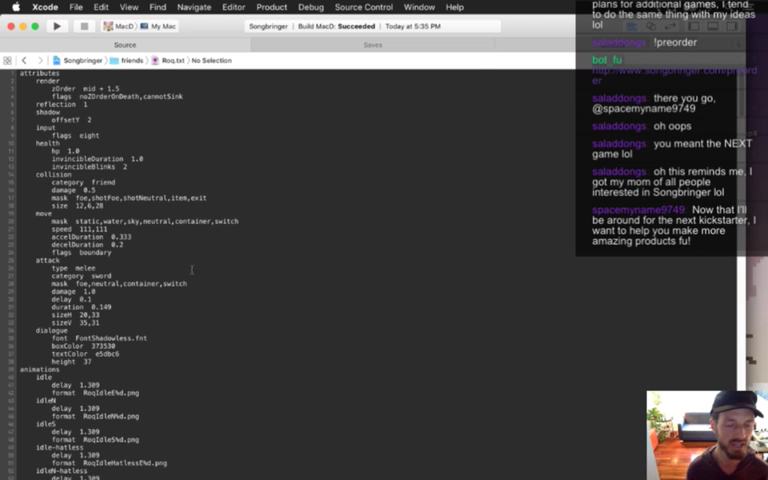 Xcode File Edit View Find Navigate Editor Product Debug Source Control Window Help
MacD My Mac
Songbringer Build MacD: Succeeded Today at 5:35 PM
Source Saves
Songbringer friends Roq.txt No Selection
attributes
render
zOrder mid + 1.5
flags noZOrderOnDeath,cannotSink
reflection 1
shadow
offsetY 2
input
flags eight
health
hp 1.0
invincibleDuration 1.0
invincibleBlinks 2
collision
category friend
damage 0.5
mask foe,shotFoe,shotNeutral,item,exit
size 12,6,28
move
mask static,water,sky,neutral,container,switch
speed 111,111
accelDuration 0.333
decelDuration 0.2
flags boundary
attack
type melee
category sword
mask foe,neutral,container,switch
damage 1.0
delay 0.1
duration 0.149
sizeH 20,33
sizeV 35,31
dialogue
font FontShadowless.fnt
boxColor 373530
textColor e5dbc6
height 37
animations
idle
delay 1.309
format RoqIdleE%d.png
idleN
delay 1.309
format RoqIdleN%d.png
idleS
delay 1.309
format RoqIdleS%d.png
idle-hatless
delay 1.309
format RoqIdleHatlessE%d.png
idleN-hatless
delay 1.309
plans for additional games, I tend
to do the same thing with my ideas
lol
saladdongs !preorder
bot_fu
http://www.songbringer.com/preord
er
saladdongs there you go,
@spacemyname9749
saladdongs oh oops
saladdongs you meant the NEXT
game lol
saladdongs oh this reminds me, I
got my mom of all people
interested in Songbringer lol
spacemyname9749 Now that I'll
be around for the next kickstarter, I
want to help you make more
amazing products fu!